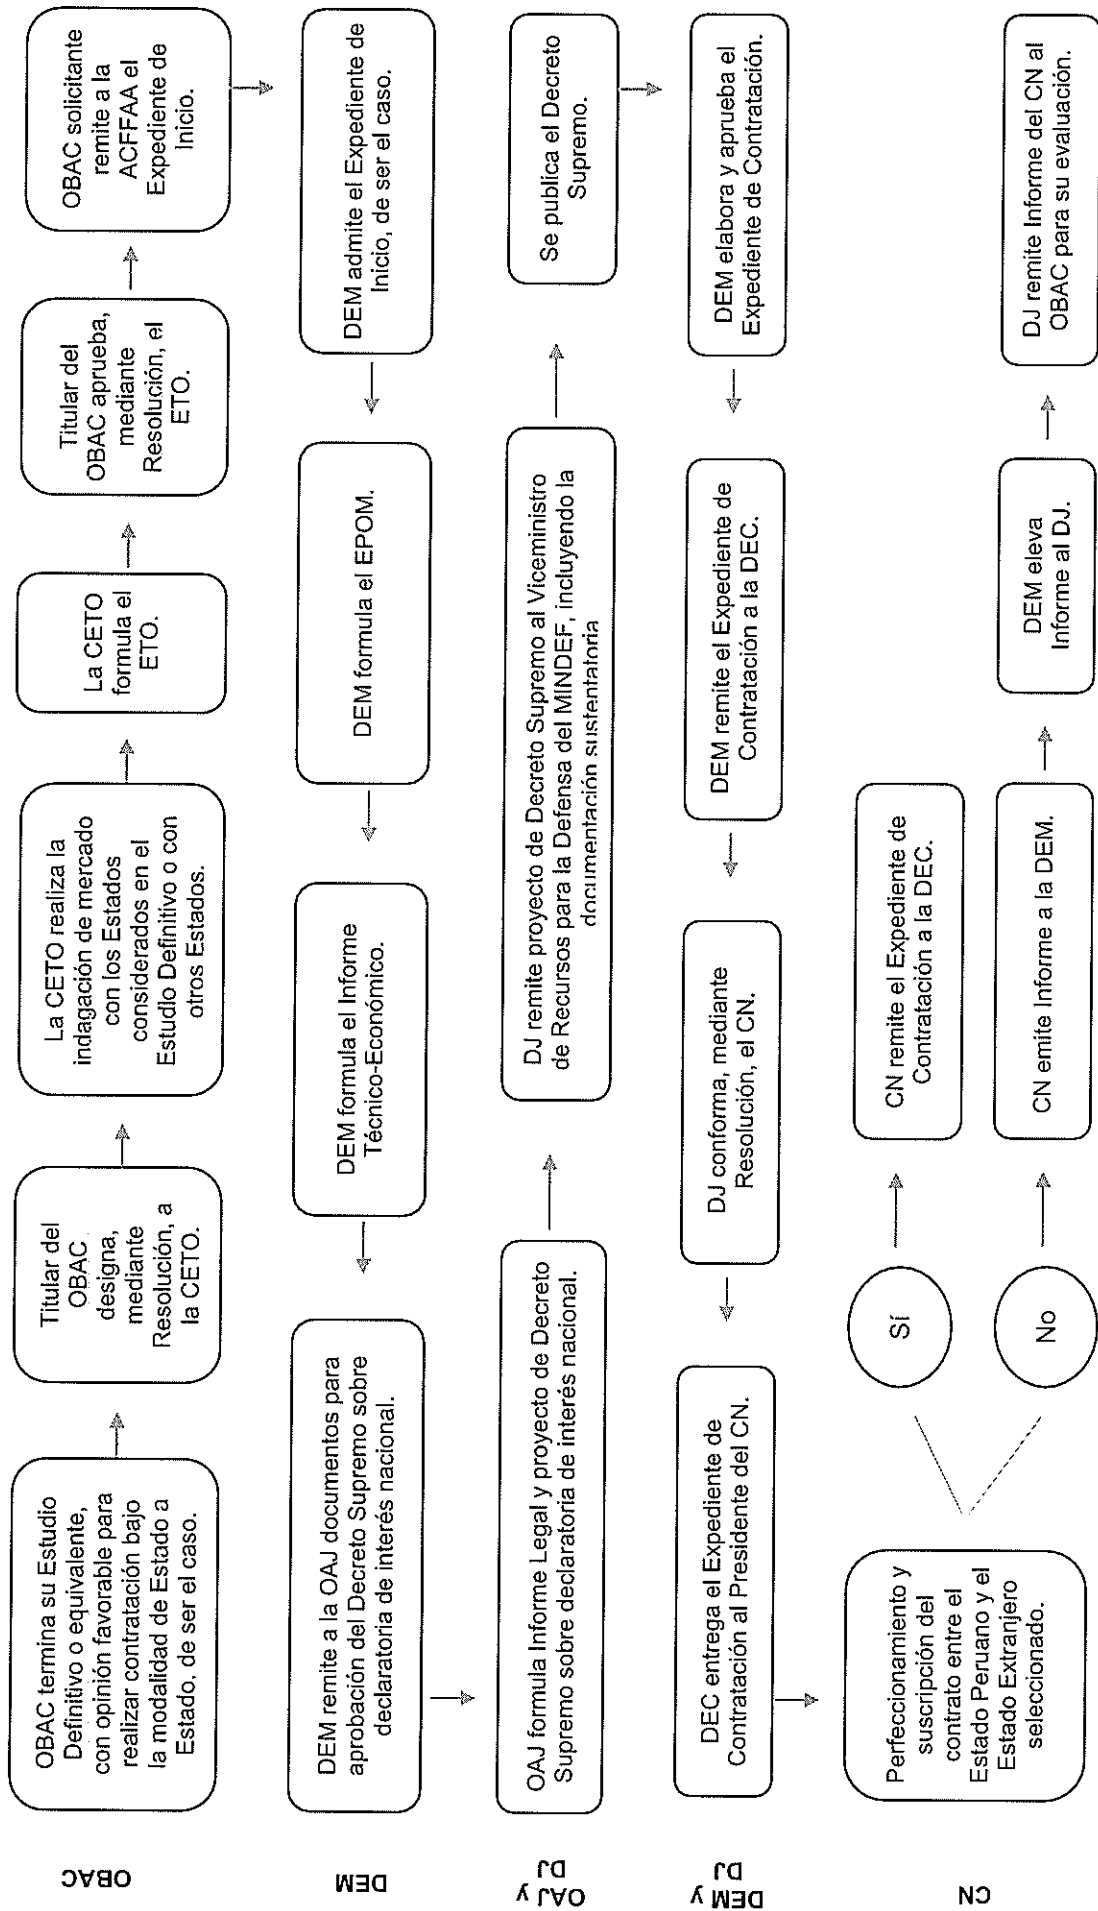 OBAC
OBAC termina su Estudio
Definitivo o equivalente,
con opinión favorable para
realizar contratación bajo
la modalidad de Estado a
Estado, de ser el caso.
Titular del
OBAC
designa,
mediante
Resolución, a
la CETO.
La CETO realiza la
indagación de mercado
con los Estados
considerados en el
Estudio Definitivo o con
otros Estados.
La CETO
formula el
ETO.
Titular del
OBAC aprueba,
mediante
Resolución, el
ETO.
OBAC solicitante
remite a la
ACFFAA el
Expediente de
Inicio.
DEM
DEM admite el Expediente de
Inicio, de ser el caso.
DEM formula el EPOM.
DEM formula el Informe
Técnico-Económico.
DEM remite a la OAJ documentos para
aprobación del Decreto Supremo sobre
declaratoria de interés nacional.
OAJ y
DJ
OAJ formula Informe Legal y proyecto de Decreto
Supremo sobre declaratoria de interés nacional.
DJ remite proyecto de Decreto Supremo al Viceministro
de Recursos para la Defensa del MINDEF, incluyendo la
documentación sustentatoria
Se publica el Decreto
Supremo.
DEM y
DJ
DEM elabora y aprueba el
Expediente de Contratación.
DEM remite el Expediente de
Contratación a la DEC.
DJ conforma, mediante
Resolución, el CN.
DEC entrega el Expediente de
Contratación al Presidente del CN.
CN
Perfeccionamiento y
suscripción del
contrato entre el
Estado Peruano y el
Estado Extranjero
seleccionado.
Sí
CN remite el Expediente de
Contratación a la DEC.
No
CN emite Informe a la DEM.
DEM eleva
Informe al DJ.
DJ remite Informe del CN al
OBAC para su evaluación.